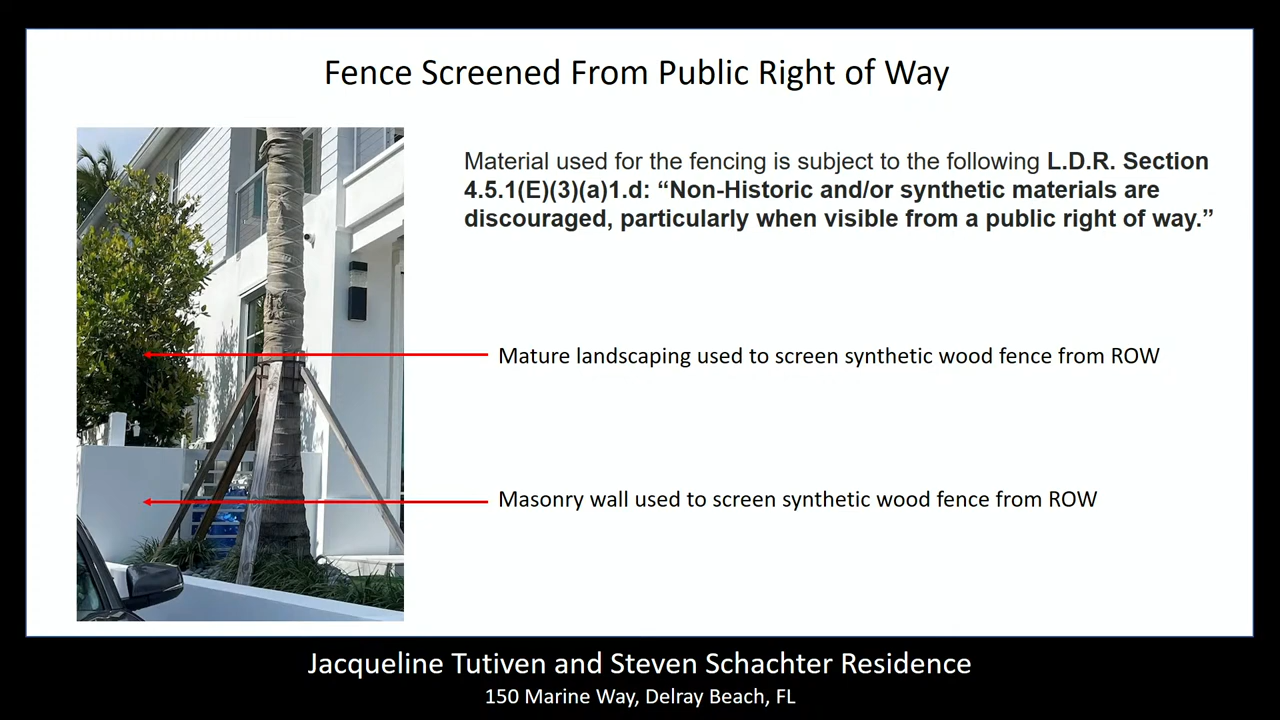 Fence Screened From Public Right of Way
Material used for the fencing is subject to the following L.D.R. Section
4.5.1(E)(3)(a)1.d: “Non-Historic and/or synthetic materials are
discouraged, particularly when visible from a public right of way.”
Mature landscaping used to screen synthetic wood fence from ROW
Masonry wall used to screen synthetic wood fence from ROW
Jacqueline Tutiven and Steven Schachter Residence
150 Marine Way, Delray Beach, FL